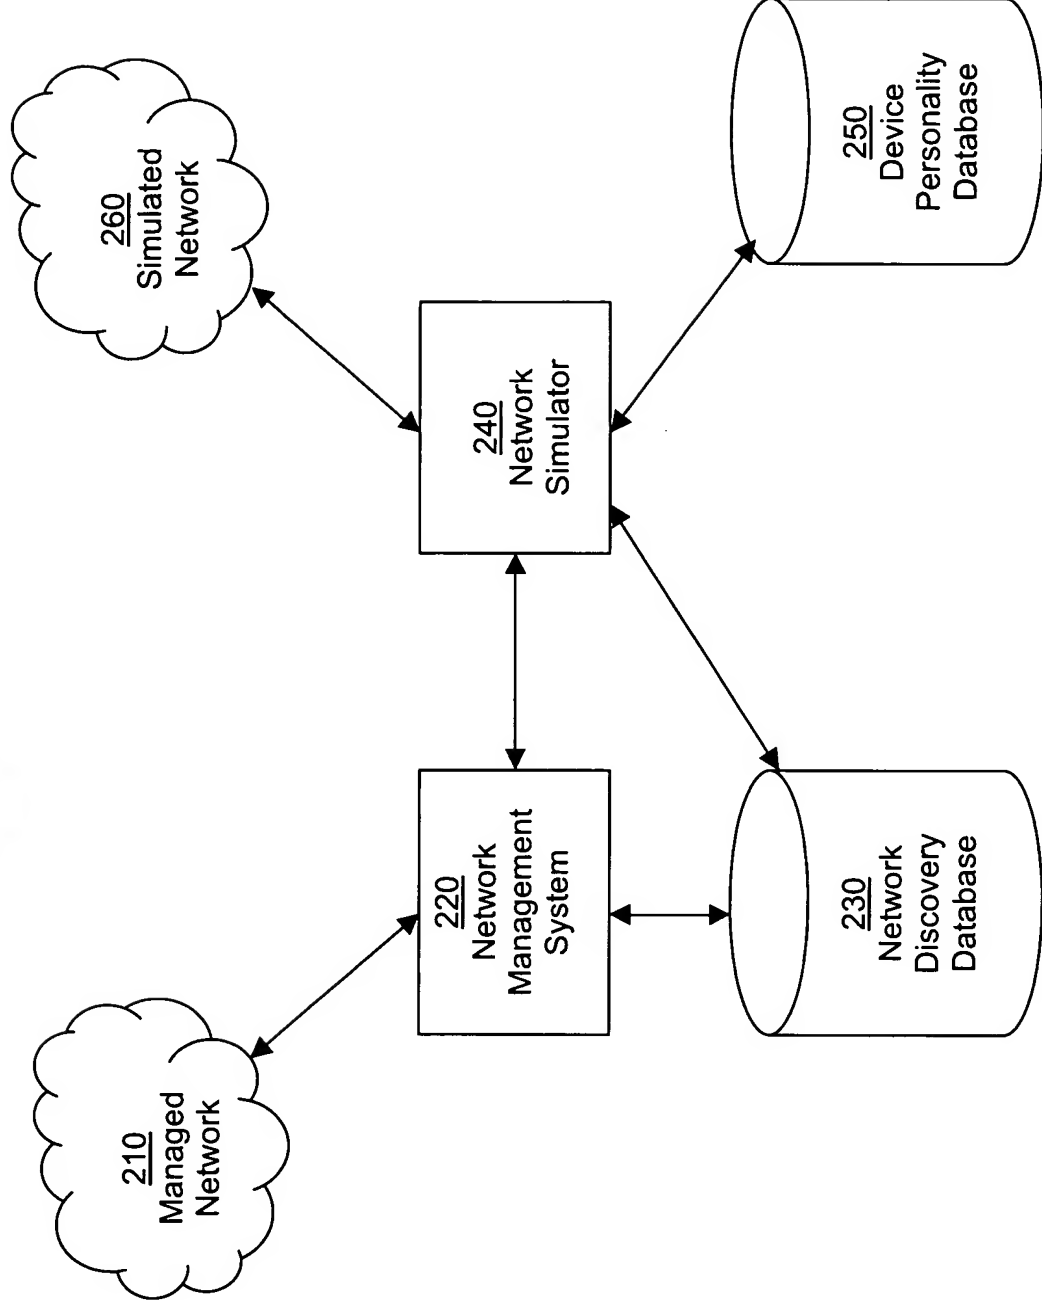 210
Managed
Network
260
Simulated
Network
220
Network
Management
System
240
Network
Simulator
230
Network
Discovery
Database
250
Device
Personality
Database